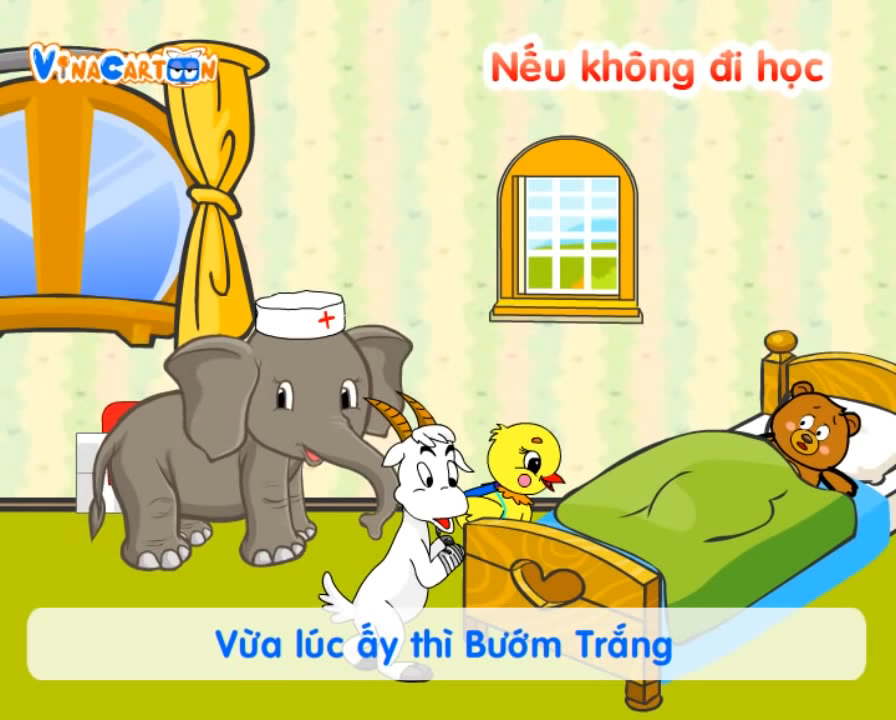 VINACARTOON
Nếu không đi học
Vừa lúc ấy thì Bướm Trắng